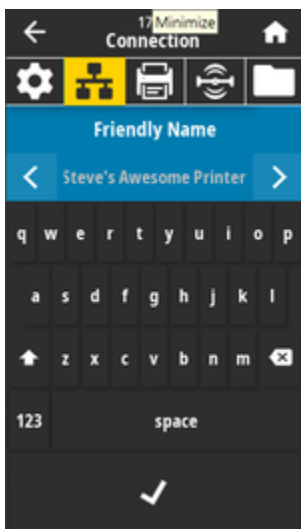 17 Minimize
Connection
Friendly Name
Steve's Awesome Printer
q w e r t y u i o p
a s d f g h j k l
z x c v b n m
123 space